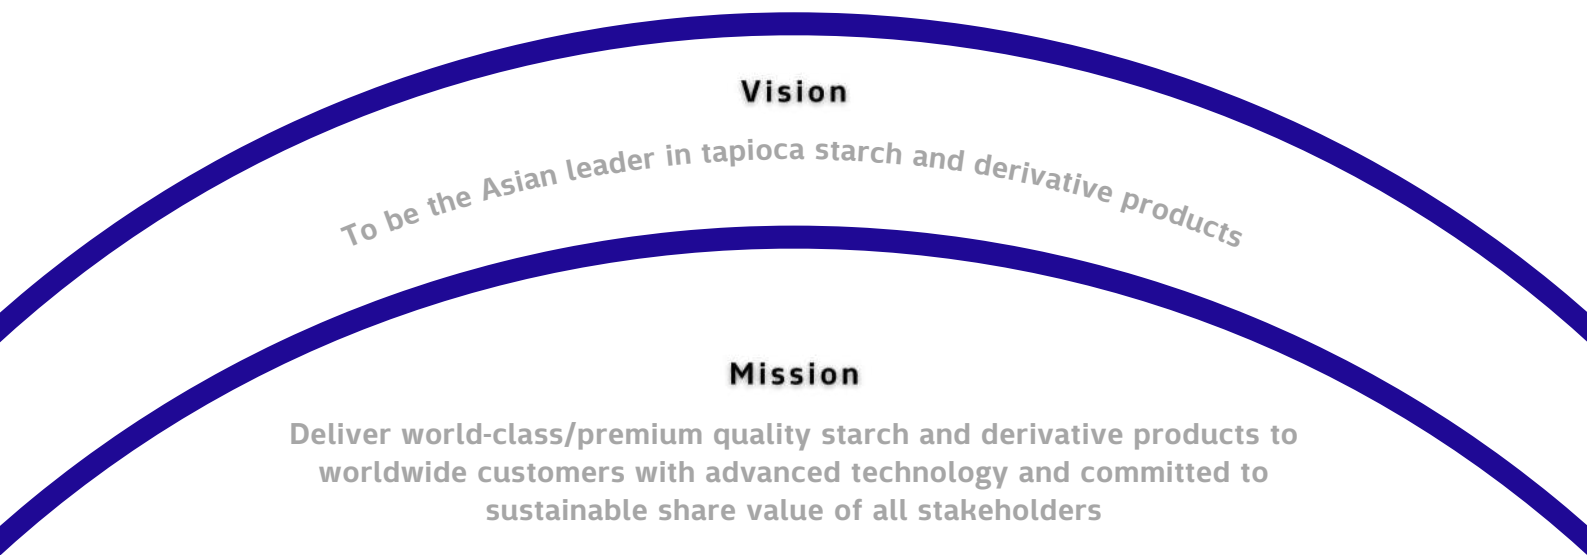 Vision
To be the Asian leader in tapioca starch and derivative products
Mission
Deliver world-class/premium quality starch and derivative products to
worldwide customers with advanced technology and committed to
sustainable share value of all stakeholders